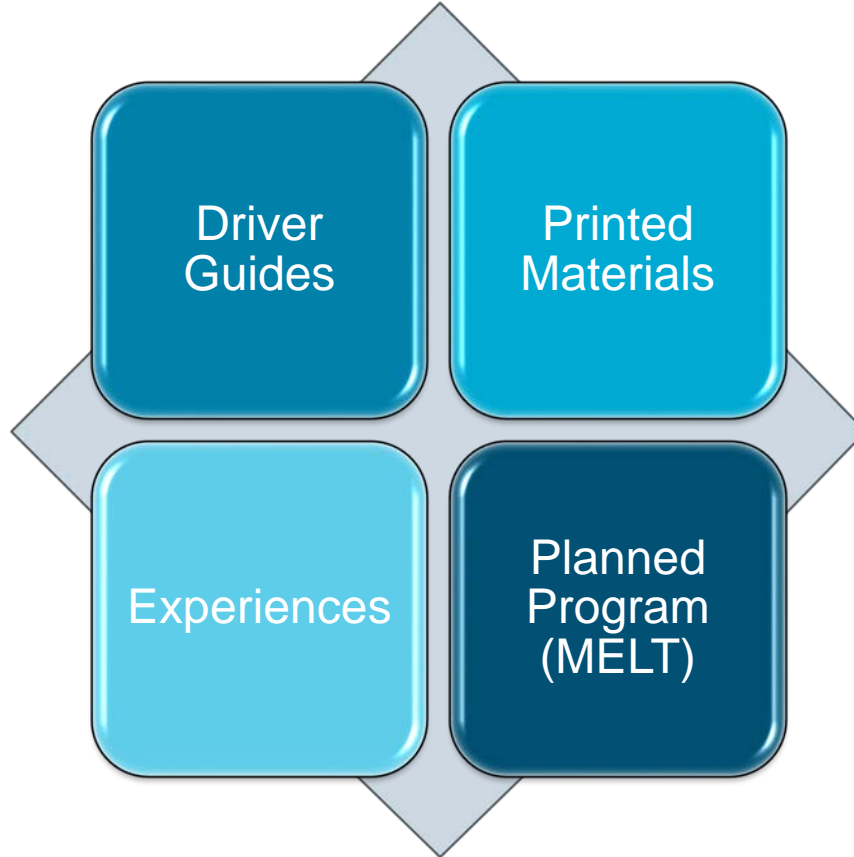 Driver
Guides
Printed
Materials
Experiences
Planned
Program
(MELT)